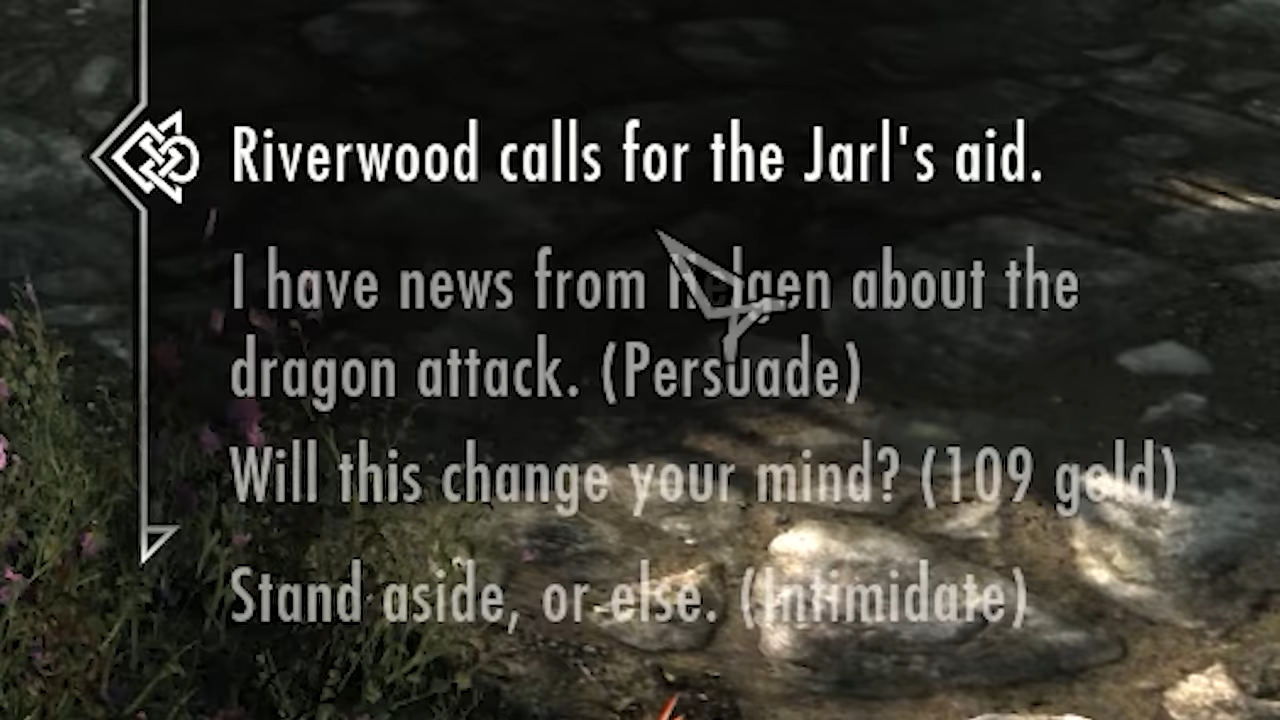 Riverwood calls for the Jarl's aid.
I have news from Helgen about the
dragon attack. (Persuade)
Will this change your mind? (109 gold)
Stand aside, or else. (Intimidate)